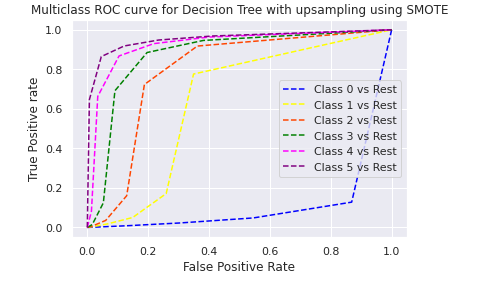 Multiclass ROC curve for Decision Tree with upsampling using SMOTE
1.0
0.8
0.6
0.4
0.2
0.0
True Positive rate
Class 0 vs Rest
Class 1 vs Rest
Class 2 vs Rest
Class 3 vs Rest
Class 4 vs Rest
Class 5 vs Rest
0.0 0.2 0.4 0.6 0.8 1.0
False Positive Rate